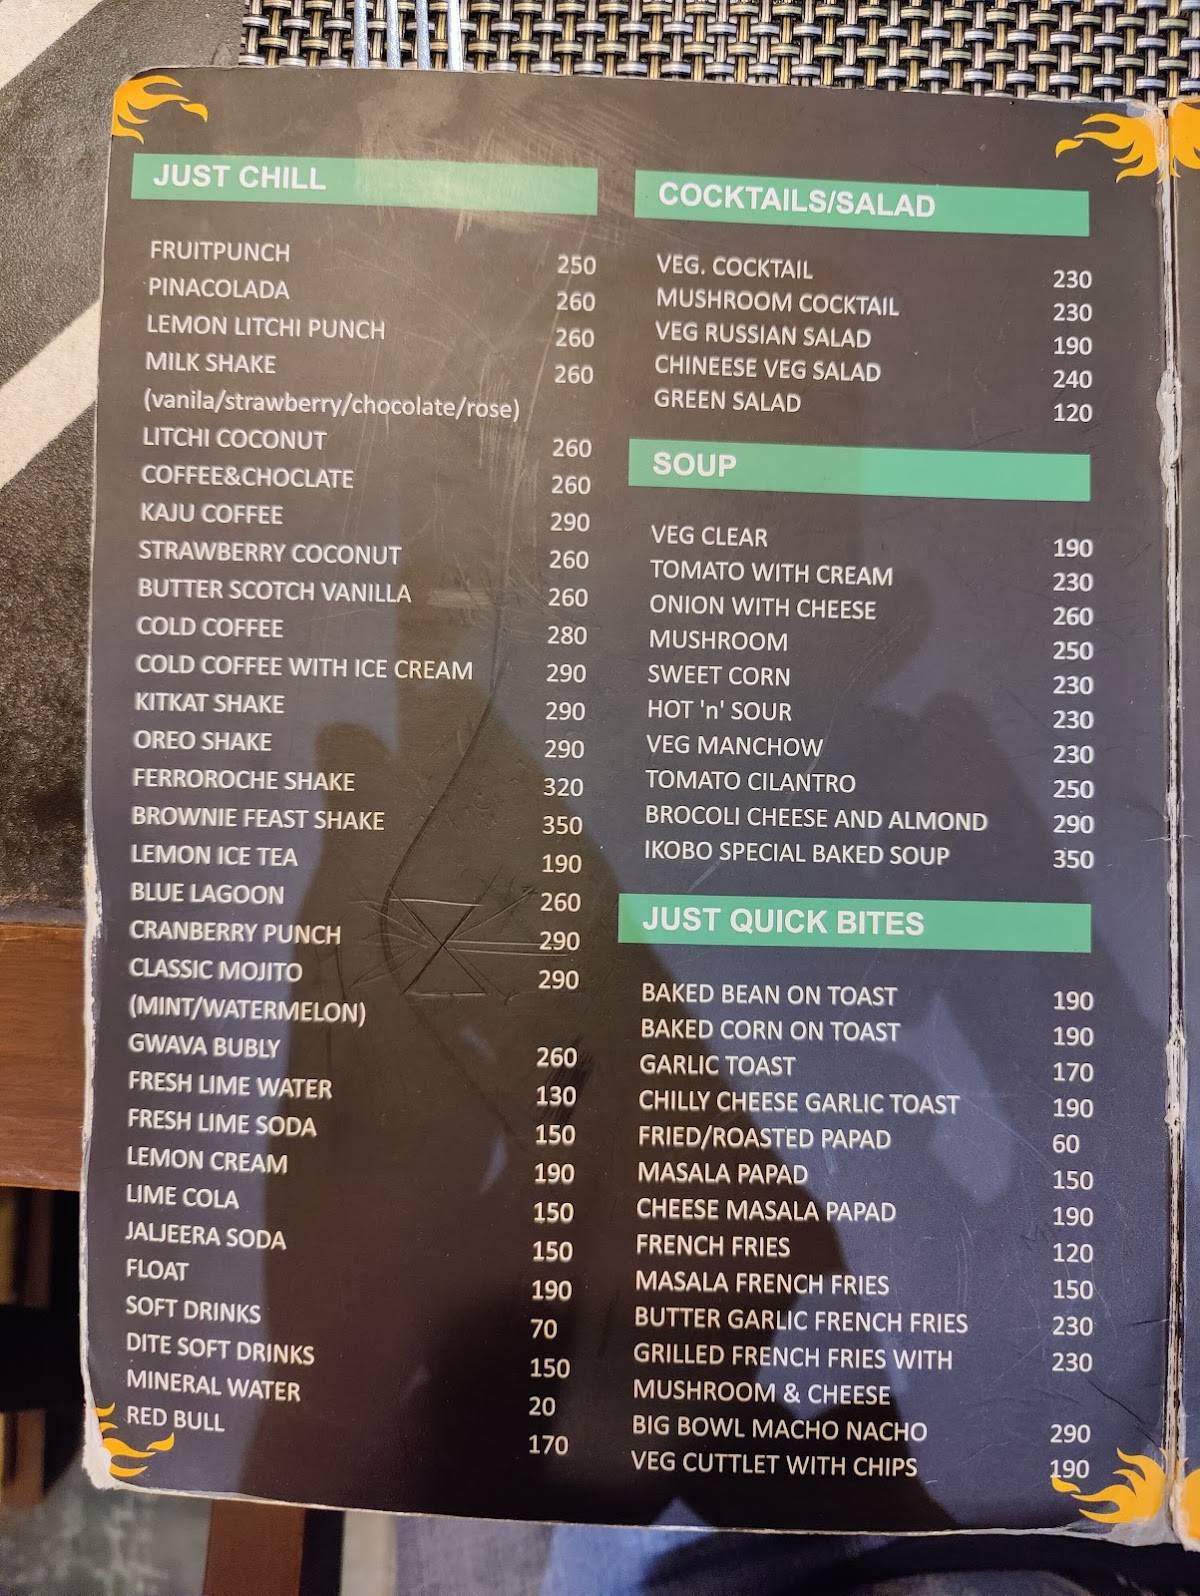 JUST CHILL
FRUITPUNCH 250
PINACOLADA 260
LEMON LITCHI PUNCH 260
MILK SHAKE 260
(vanila/strawberry/chocolate/rose)
LITCHI COCONUT 260
COFFEE&CHOCLATE 260
KAJU COFFEE 290
STRAWBERRY COCONUT 260
BUTTER SCOTCH VANILLA 260
COLD COFFEE 280
COLD COFFEE WITH ICE CREAM 290
KITKAT SHAKE 290
OREO SHAKE 290
FERROROCHE SHAKE 320
BROWNIE FEAST SHAKE 350
LEMON ICE TEA 190
BLUE LAGOON 260
CRANBERRY PUNCH 290
CLASSIC MOJITO 290
(MINT/WATERMELON)
GWAVA BUBLY 260
FRESH LIME WATER 130
FRESH LIME SODA 150
LEMON CREAM 190
LIME COLA 150
JALJEERA SODA 150
FLOAT 190
SOFT DRINKS 70
DITE SOFT DRINKS 150
MINERAL WATER 20
RED BULL 170
COCKTAILS/SALAD
VEG. COCKTAIL 230
MUSHROOM COCKTAIL 230
VEG RUSSIAN SALAD 190
CHINEESE VEG SALAD 240
GREEN SALAD 120
SOUP
VEG CLEAR 190
TOMATO WITH CREAM 230
ONION WITH CHEESE 260
MUSHROOM 250
SWEET CORN 230
HOT 'n' SOUR 230
VEG MANCHOW 230
TOMATO CILANTRO 250
BROCOLI CHEESE AND ALMOND 290
IKOBO SPECIAL BAKED SOUP 350
JUST QUICK BITES
BAKED BEAN ON TOAST 190
BAKED CORN ON TOAST 190
GARLIC TOAST 170
CHILLY CHEESE GARLIC TOAST 190
FRIED/ROASTED PAPAD 60
MASALA PAPAD 150
CHEESE MASALA PAPAD 190
FRENCH FRIES 120
MASALA FRENCH FRIES 150
BUTTER GARLIC FRENCH FRIES 230
GRILLED FRENCH FRIES WITH 230
MUSHROOM & CHEESE
BIG BOWL MACHO NACHO 290
VEG CUTTLET WITH CHIPS 190